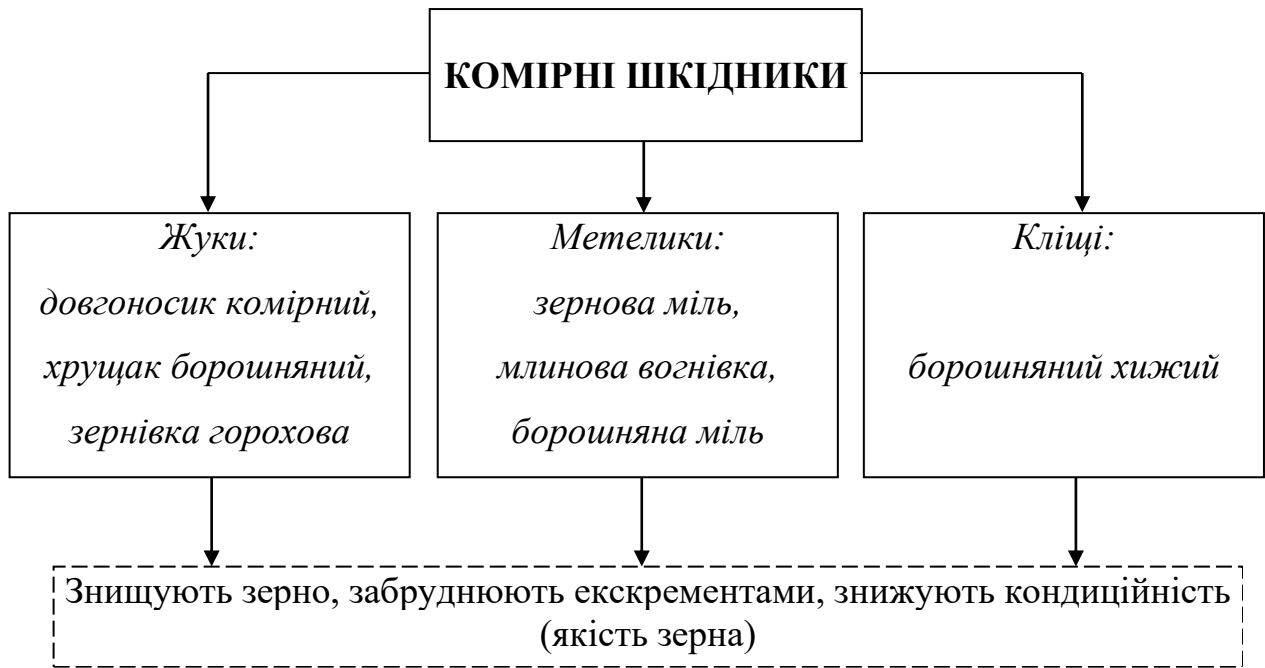 КОМІРНІ ШКІДНИКИ
Жуки:
довгоносик комірний,
хрущак борошняний,
зернівка горохова
Метелики:
зернова міль,
млинова вогнівка,
борошняна міль
Кліщі:
борошняний хижий
Знищують зерно, забруднюють екскрементами, знижують кондиційність
(якість зерна)